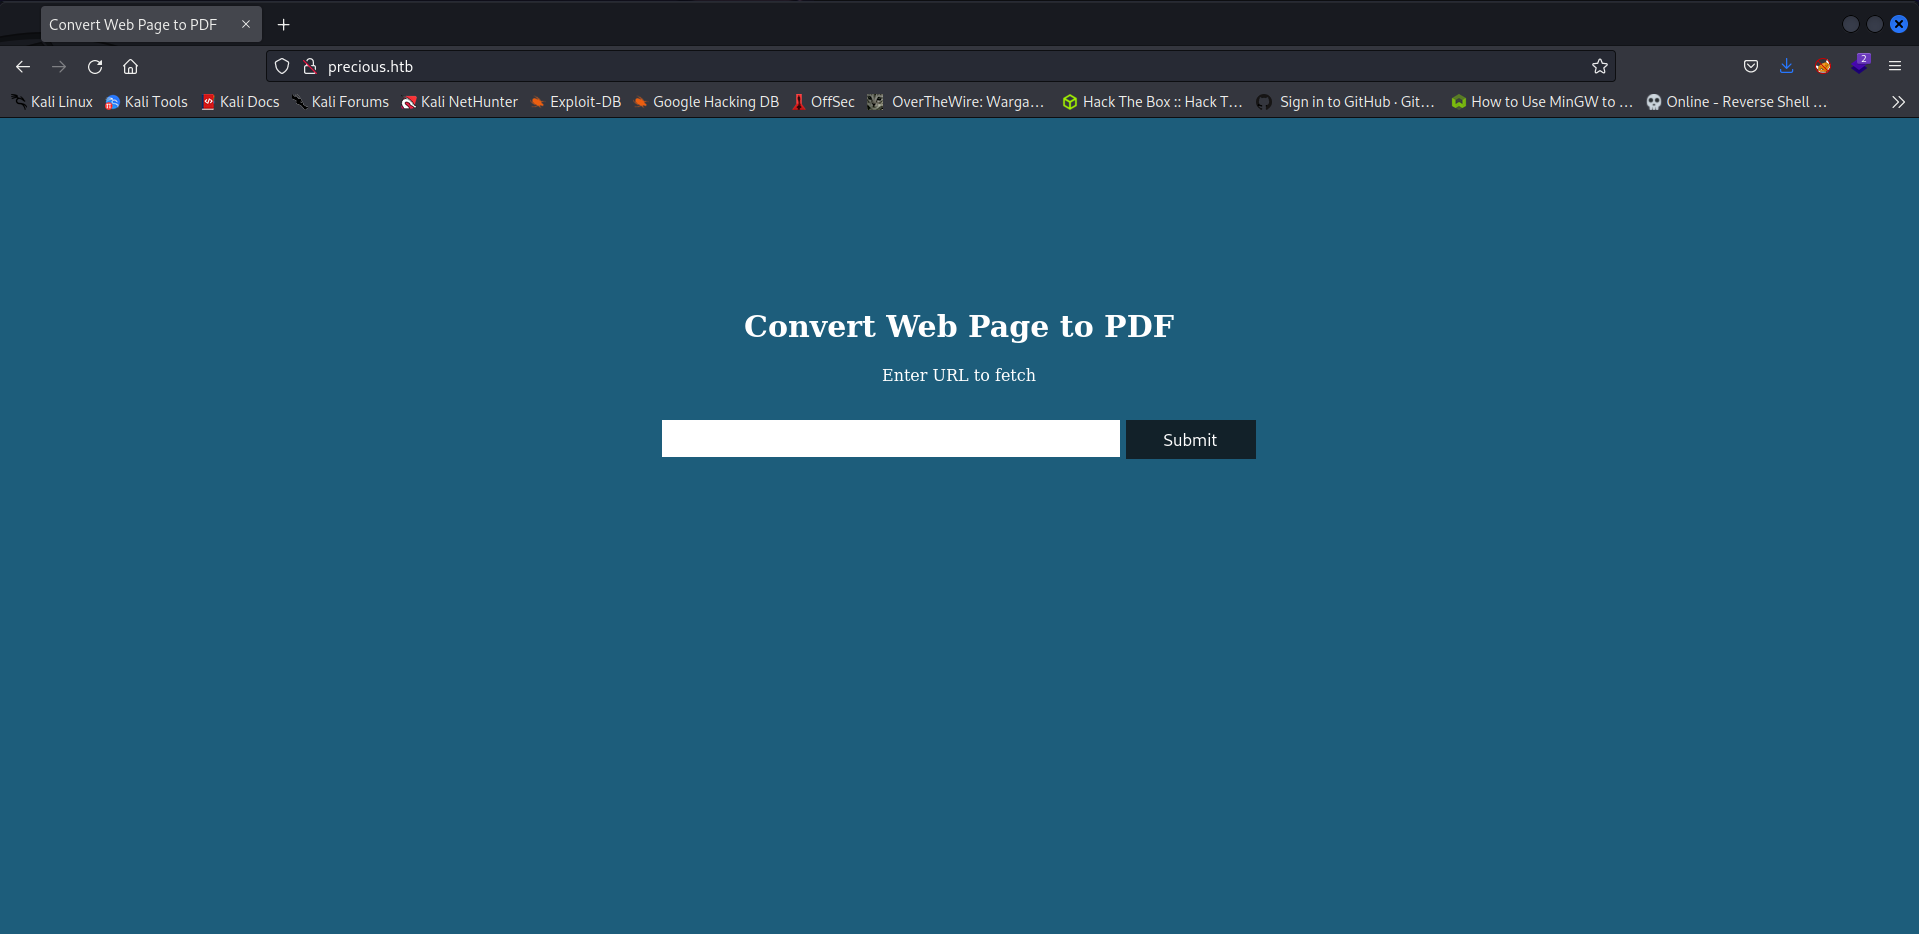 Convert Web Page to PDF
precious.htb
2
Kali Linux Kali Tools Kali Docs Kali Forums Kali NetHunter Exploit-DB Google Hacking DB OffSec OverTheWire: Warga… Hack The Box :: Hack T… Sign in to GitHub · Git… How to Use MinGW to … Online - Reverse Shell …
Convert Web Page to PDF
Enter URL to fetch
Submit